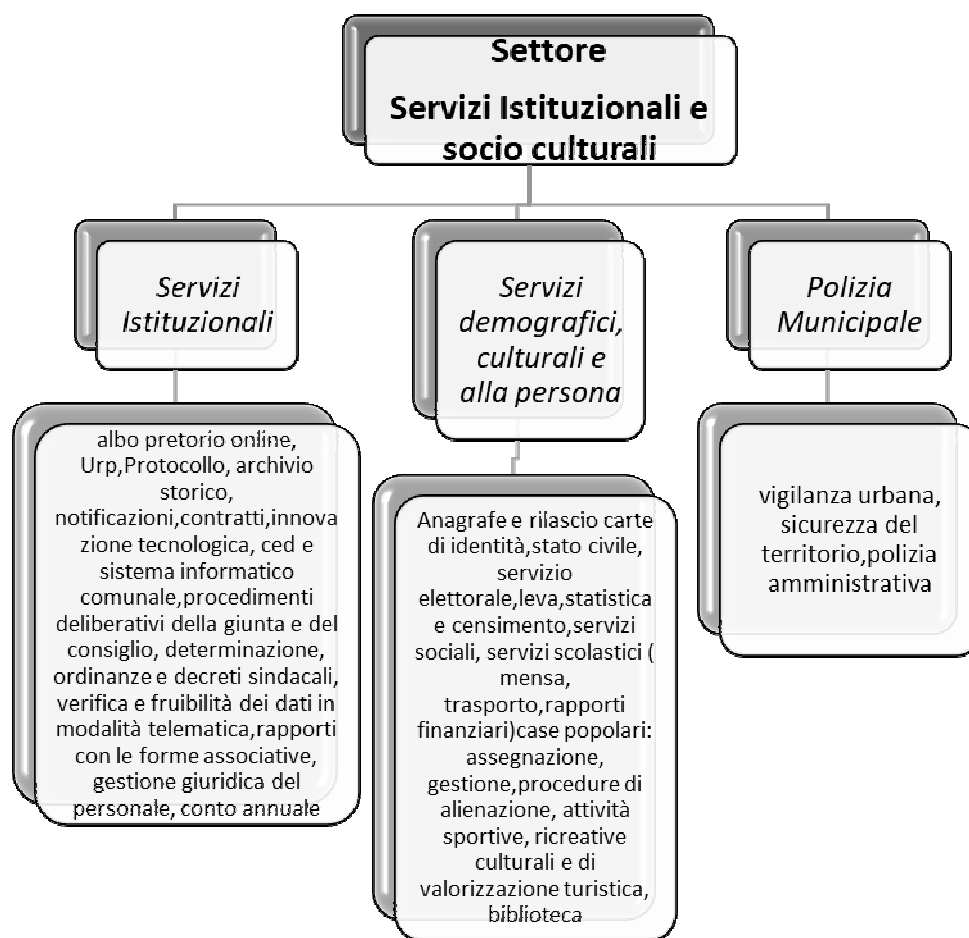 Settore
Servizi Istituzionali e
socio culturali
Servizi
Istituzionali
albo pretorio online,
Urp,Protocollo, archivio
storico,
notificazioni,contratti,innova
zione tecnologica, ced e
sistema informatico
comunale,procedimenti
deliberativi della giunta e del
consiglio, determinazione,
ordinanze e decreti sindacali,
verifica e fruibilità dei dati in
modalità telematica,rapporti
con le forme associative,
gestione giuridica del
personale, conto annuale
Servizi
demografici,
culturali e
alla persona
Anagrafe e rilascio carte
di identità,stato civile,
servizio
elettorale,leva,statistica
e censimento,servizi
sociali, servizi scolastici (
mensa,
trasporto,rapporti
finanziari)case popolari:
assegnazione,
gestione,procedure di
alienazione, attività
sportive, ricreative
culturali e di
valorizzazione turistica,
biblioteca
Polizia
Municipale
vigilanza urbana,
sicurezza del
territorio,polizia
amministrativa